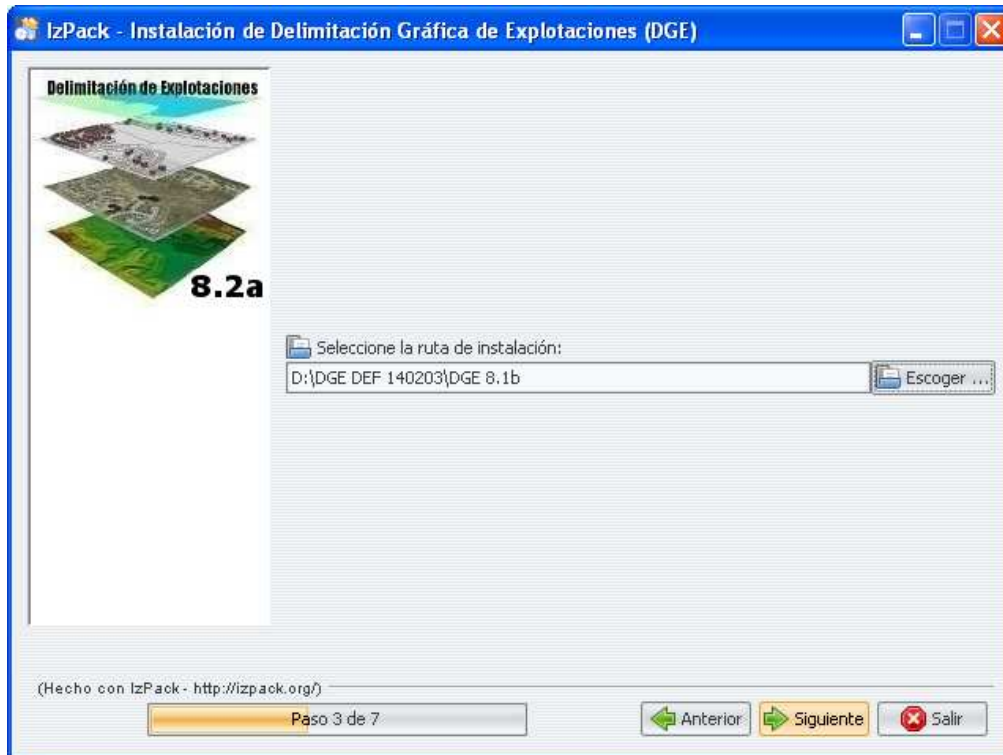 IzPack - Instalación de Delimitación Gráfica de Explotaciones (DGE)
Delimitación de Explotaciones
8.2a
Seleccione la ruta de instalación:
D:\DGE DEF 140203\DGE 8.1b
Escoger ...
(Hecho con IzPack - http://izpack.org/)
Paso 3 de 7
Anterior
Siguiente
Salir